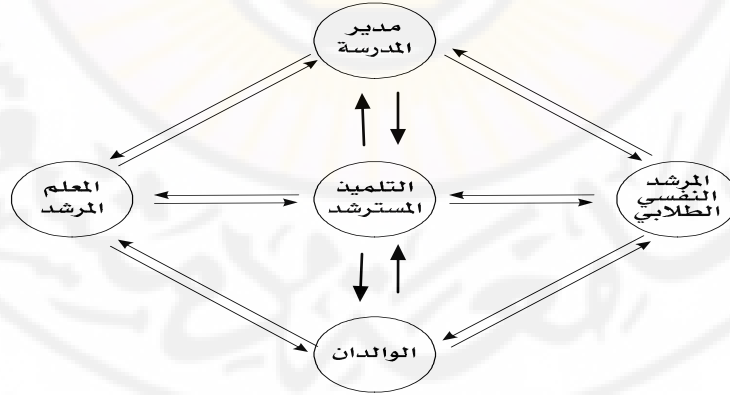 مدير
المدرسة
المعلم
المرشد
التلميذ
المسترشد
المرشد
النفسي
الطلابي
الوالدان